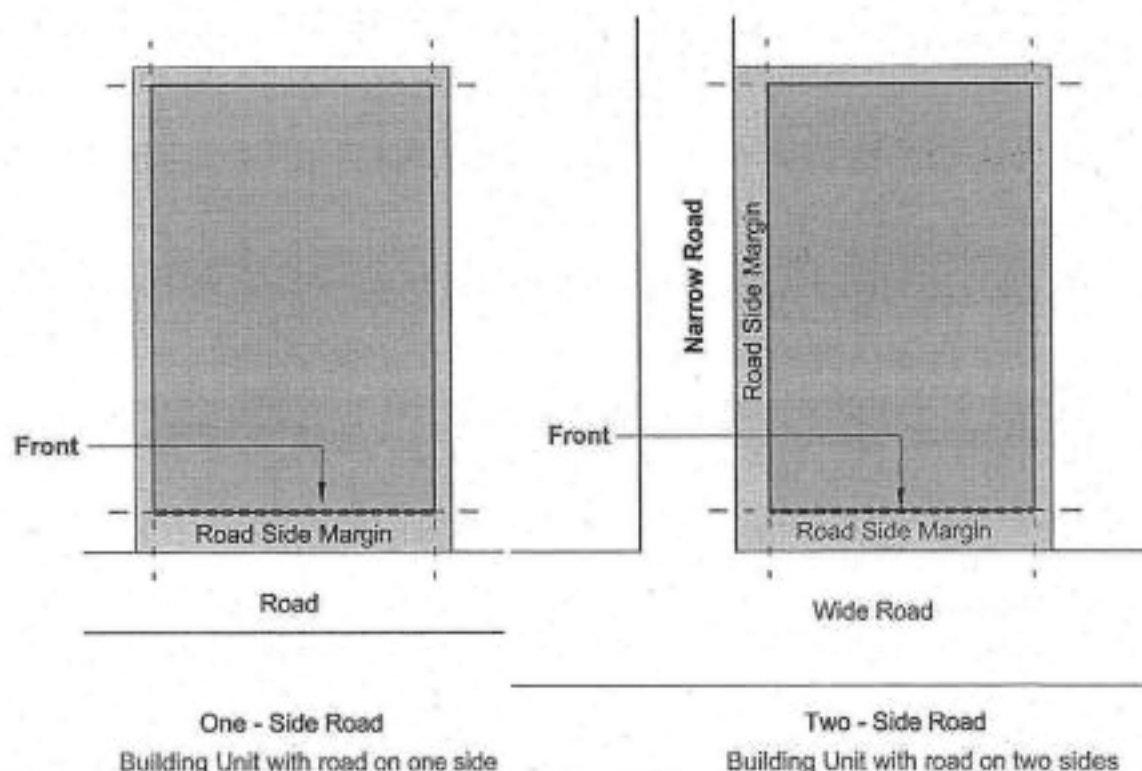 Front
Road Side Margin
Road
One - Side Road
Building Unit with road on one side
Narrow Road
Road Side Margin
Front
Road Side Margin
Wide Road
Two - Side Road
Building Unit with road on two sides